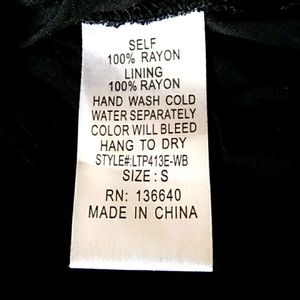 SELF
100% RAYON
LINING
100% RAYON
HAND WASH COLD
WATER SEPARATELY
COLOR WILL BLEED
HANG TO DRY
STYLE#:LTP413E-WB
SIZE: S
RN: 136640
MADE IN CHINA